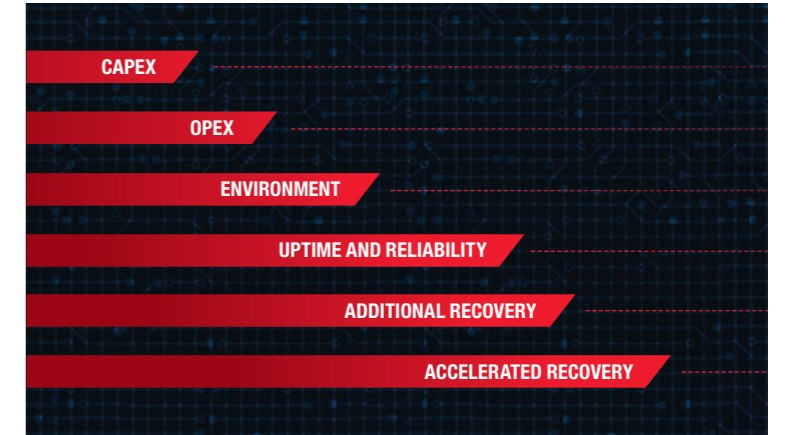 CAPEX
OPEX
ENVIRONMENT
UPTIME AND RELIABILITY
ADDITIONAL RECOVERY
ACCELERATED RECOVERY